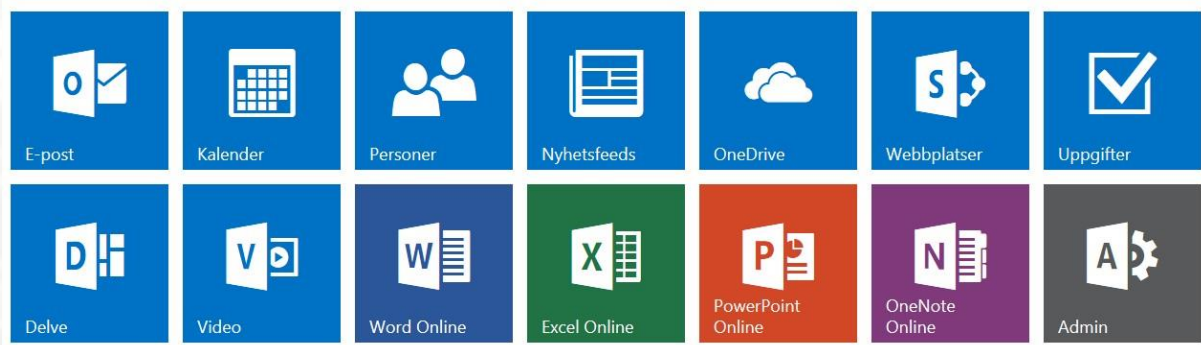 O
S
E-post
Kalender
Personer
Nyhetsfeeds
OneDrive
Webbplatser
Uppgifter
D
V
W
X
P
N
A
Delve
Video
Word Online
Excel Online
PowerPoint
Online
OneNote
Online
Admin